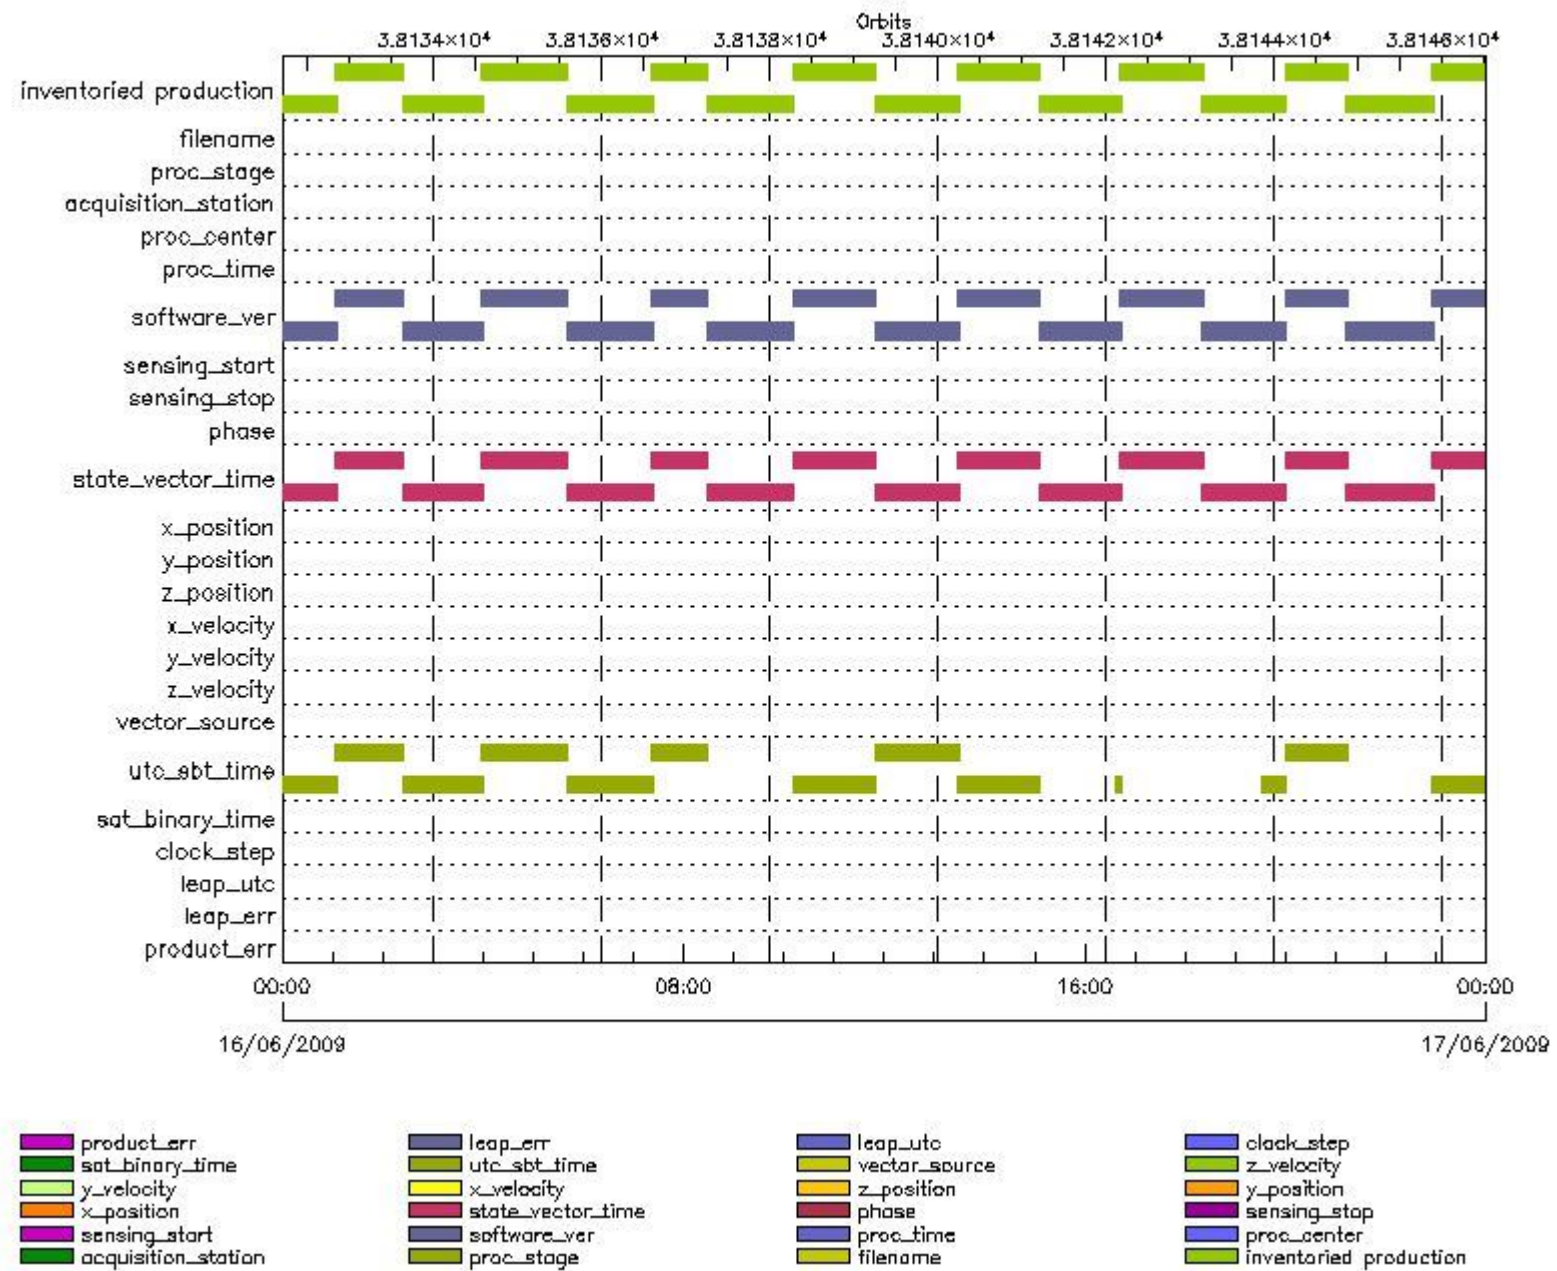 Orbits
3.8134×10⁴ 3.8136×10⁴ 3.8138×10⁴ 3.8140×10⁴ 3.8142×10⁴ 3.8144×10⁴ 3.8146×10⁴
inventoried production
filename
proc_stage
acquisition_station
proc_center
proc_time
software_ver
sensing_start
sensing_stop
phase
state_vector_time
x_position
y_position
z_position
x_velocity
y_velocity
z_velocity
vector_source
utc_sbt_time
sat_binary_time
clock_step
leap_utc
leap_err
product_err
00:00 08:00 16:00 00:00
16/06/2009 17/06/2009
product_err leap_err leap_utc clock_step
sat_binary_time utc_sbt_time vector_source z_velocity
y_velocity x_velocity z_position y_position
x_position state_vector_time phase sensing_stop
sensing_start software_ver proc_time proc_center
acquisition_station proc_stage filename inventoried production